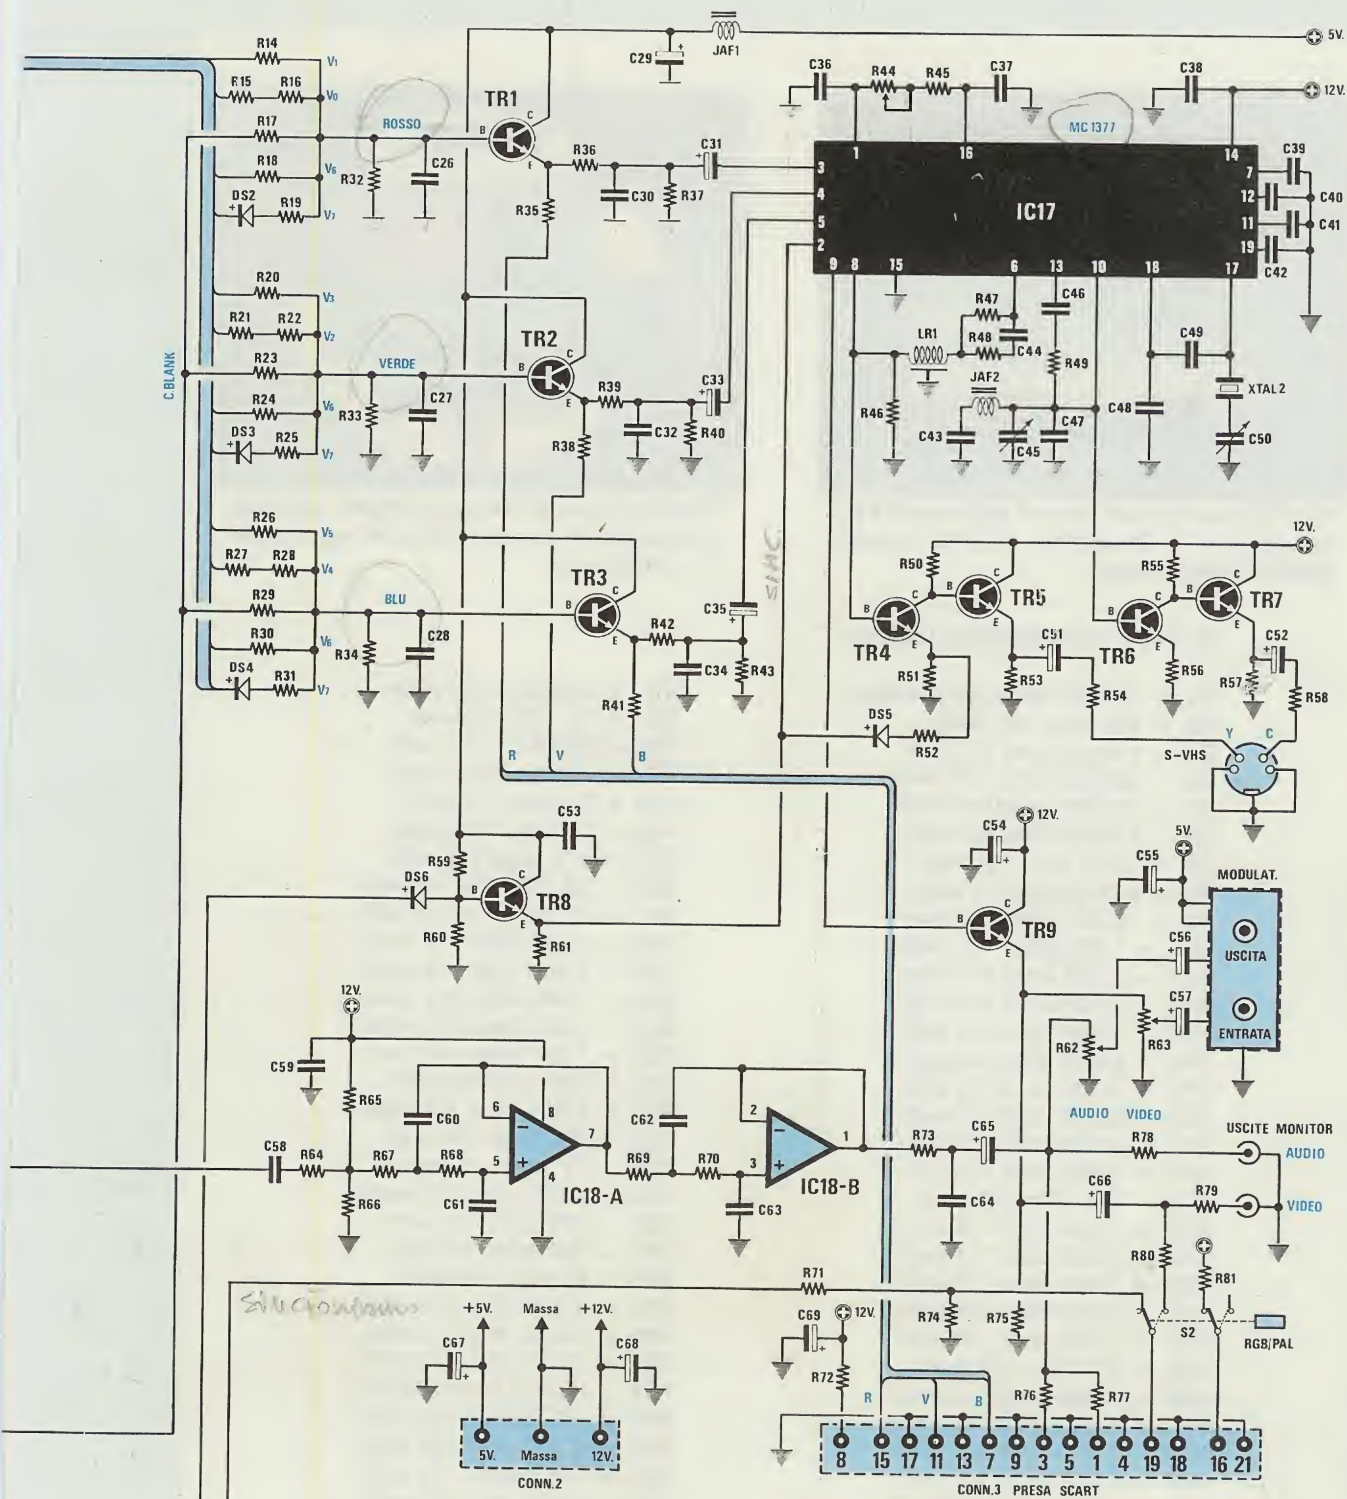 5V.
JAF1
C29
R14
V1
R15 R16
V0
R17
ROSSO
R18
V6
R32
C26
DS2
R19
V7
TR1
B
C
E
R36
C31
R35
C30
R37
C36
R44
R45
C37
C38
12V.
MC1377
1
16
14
3
4
5
2
IC17
7
12
11
19
C39
C40
C41
C42
9
8
15
6
13
10
18
17
R20
V3
R21 R22
V2
C.BLANK
R23
VERDE
R24
V6
R33
C27
DS3
R25
V7
TR2
B
C
E
R39
C33
R38
C32
R40
R47
C46
LR1
R48
C44
R49
JAF2
R46
C43
C45
C47
C48
C49
XTAL 2
C50
R26
V5
R27 R28
V4
R29
BLU
R30
V6
R34
C28
DS4
R31
V7
TR3
B
C
E
R42
C35
R41
C34
R43
R
V
B
SINC
12V.
R50
C
B
E
TR4
C
B
E
TR5
R51
DS5
R52
R53
C51
R54
R55
C
B
E
TR6
C
B
E
TR7
R56
R57
C52
R58
Y
C
S-VHS
C53
R59
DS6
B
C
E
TR8
R60
R61
C54
12V.
B
C
E
TR9
5V.
C55
MODULAT.
C56
USCITA
C57
ENTRATA
R62
R63
AUDIO
VIDEO
12V.
C59
R65
C60
C58
R64
R67
R68
R66
C61
6
5
8
4
7
IC18-A
C62
R69
R70
C63
2
3
1
IC18-B
R73
C65
C64
USCITE MONITOR
R78
AUDIO
C66
R79
VIDEO
R80
R81
R71
R74
R75
S2
RGB/PAL
sincronismo
+5V.
Massa
+12V.
C67
C68
5V.
Massa
12V.
CONN.2
C69
12V.
R72
R
V
B
R76
R77
8
15
17
11
13
7
9
3
5
1
4
19
18
16
21
CONN.3 PRESA SCART